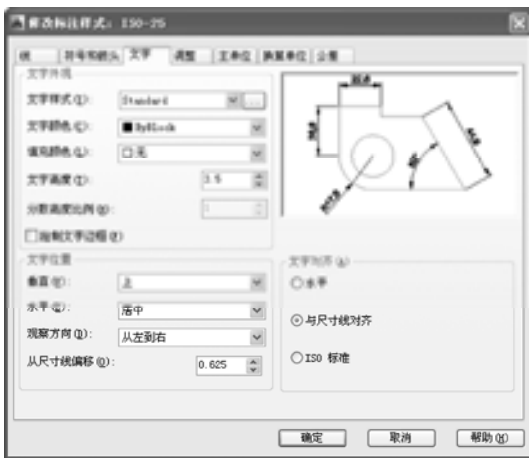 修改标注样式: ISO-25
线 符号和箭头 文字 调整 主单位 换算单位 公差
文字外观
文字样式(Y): Standard ...
文字颜色(C): ByBlock
填充颜色(L): 无
文字高度(T): 3.5
分数高度比例(H): 1
绘制文字边框(F)
文字位置
垂直(V): 上
水平(Z): 居中
观察方向(D): 从左到右
从尺寸线偏移(O): 0.625
文字对齐(A)
水平
与尺寸线对齐
ISO 标准
确定 取消 帮助(H)